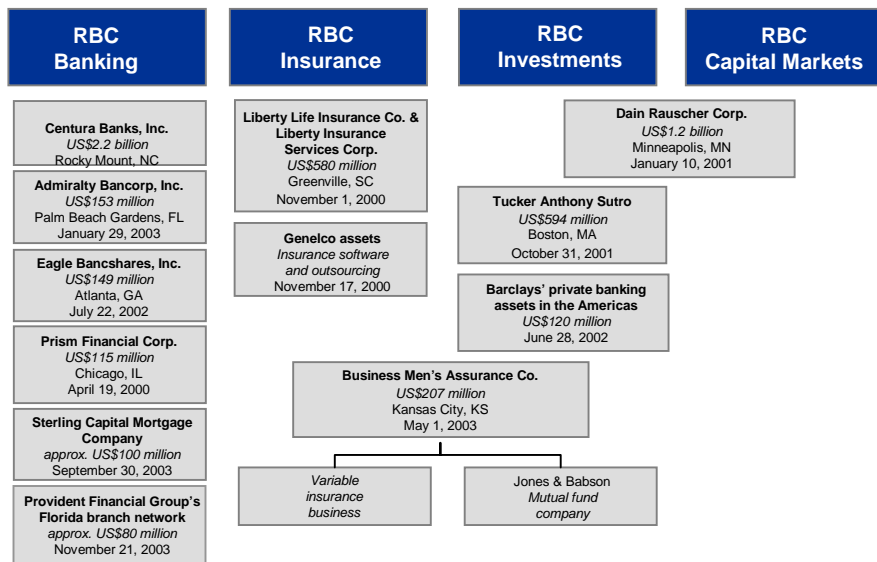 RBC
Banking
RBC
Insurance
RBC
Investments
RBC
Capital Markets
Centura Banks, Inc.
US$2.2 billion
Rocky Mount, NC
Admiralty Bancorp, Inc.
US$153 million
Palm Beach Gardens, FL
January 29, 2003
Eagle Bancshares, Inc.
US$149 million
Atlanta, GA
July 22, 2002
Prism Financial Corp.
US$115 million
Chicago, IL
April 19, 2000
Sterling Capital Mortgage
Company
approx. US$100 million
September 30, 2003
Provident Financial Group’s
Florida branch network
approx. US$80 million
November 21, 2003
Liberty Life Insurance Co. &
Liberty Insurance
Services Corp.
US$580 million
Greenville, SC
November 1, 2000
Genelco assets
Insurance software
and outsourcing
November 17, 2000
Dain Rauscher Corp.
US$1.2 billion
Minneapolis, MN
January 10, 2001
Tucker Anthony Sutro
US$594 million
Boston, MA
October 31, 2001
Barclays’ private banking
assets in the Americas
US$120 million
June 28, 2002
Business Men’s Assurance Co.
US$207 million
Kansas City, KS
May 1, 2003
Variable
insurance
business
Jones & Babson
Mutual fund
company